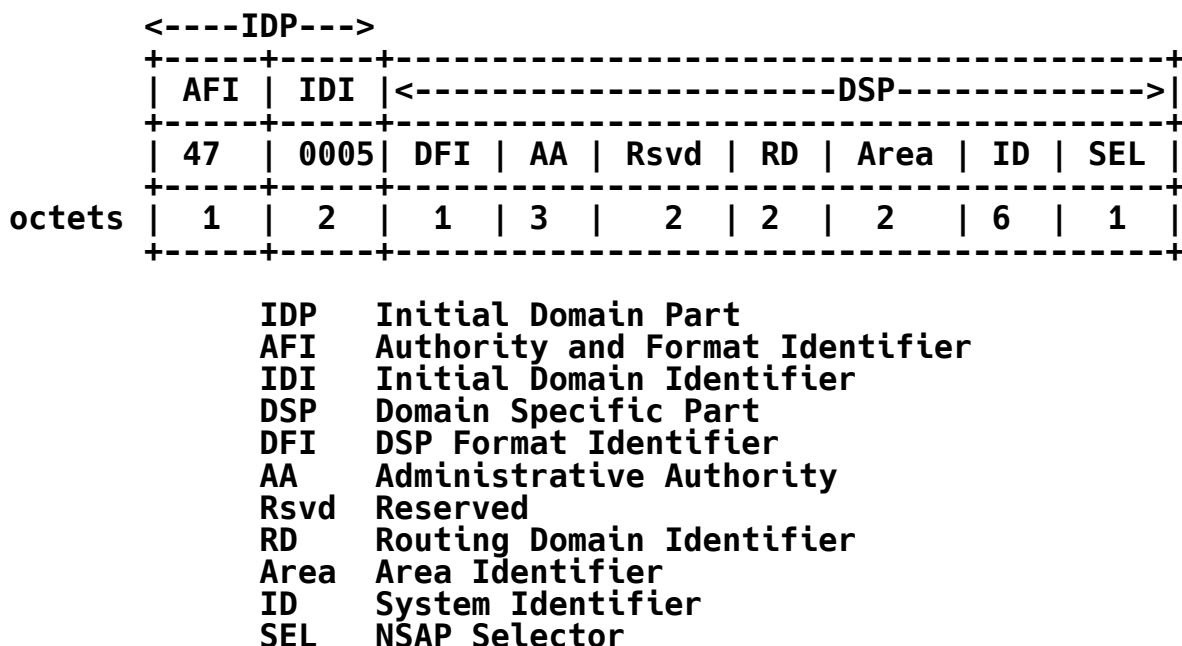 <----IDP--->
+-----+-----+----------------------------------------+
| AFI | IDI |<----------------------DSP------------->|
+-----+-----+----------------------------------------+
| 47 | 0005| DFI | AA | Rsvd | RD | Area | ID | SEL |
+-----+-----+----------------------------------------+
octets | 1 | 2 | 1 | 3 | 2 | 2 | 2 | 6 | 1 |
+-----+-----+----------------------------------------+
IDP Initial Domain Part
AFI Authority and Format Identifier
IDI Initial Domain Identifier
DSP Domain Specific Part
DFI DSP Format Identifier
AA Administrative Authority
Rsvd Reserved
RD Routing Domain Identifier
Area Area Identifier
ID System Identifier
SEL NSAP Selector